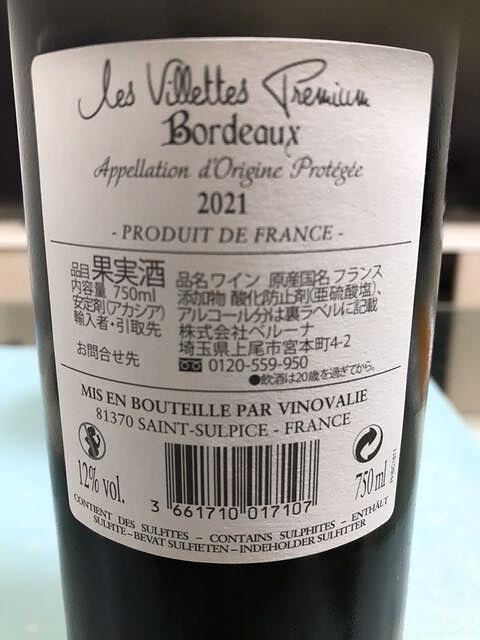 Les Villettes Premium
Bordeaux
Appellation d'Origine Protégée
2021
- PRODUIT DE FRANCE -
品目 果実酒 品名ワイン 原産国名 フランス
内容量 750ml 添加物 酸化防止剤(亜硫酸塩)、
安定剤(アカシア) アルコール分は裏ラベルに記載
輸入者・引取先 株式会社ベルーナ
埼玉県上尾市宮本町4-2
お問合せ先 0120-559-950
●飲酒は20歳を過ぎてから。
MIS EN BOUTEILLE PAR VINOVALIE
81370 SAINT-SULPICE - FRANCE
12% vol.
750 ml
3 661710 017107
CONTIENT DES SULFITES – CONTAINS SULPHITES – ENTHÄLT
SULFITE – BEVAT SULFIETEN – INDEHOLDER SULFITTER